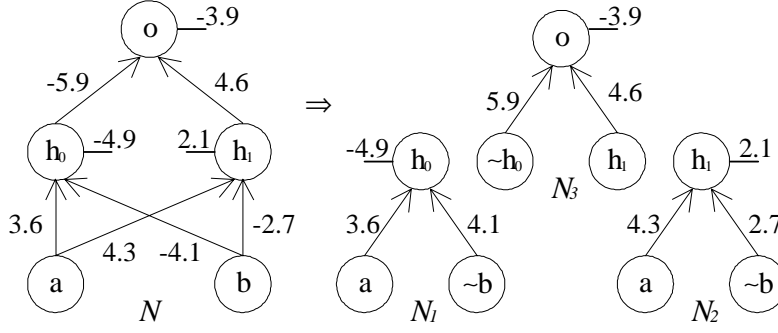 o -3.9
-5.9 4.6
h₀ -4.9 2.1 h₁
3.6 4.3 -4.1 -2.7
a b
N
⇒
o -3.9
5.9 4.6
~h₀ h₁
N₃
-4.9 h₀
3.6 4.1
a ~b
N₁
h₁ 2.1
4.3 2.7
a ~b
N₂